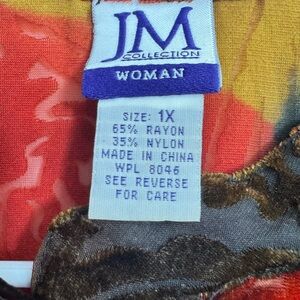 JM
COLLECTION
WOMAN
SIZE: 1X
65% RAYON
35% NYLON
MADE IN CHINA
WPL 8046
SEE REVERSE
FOR CARE